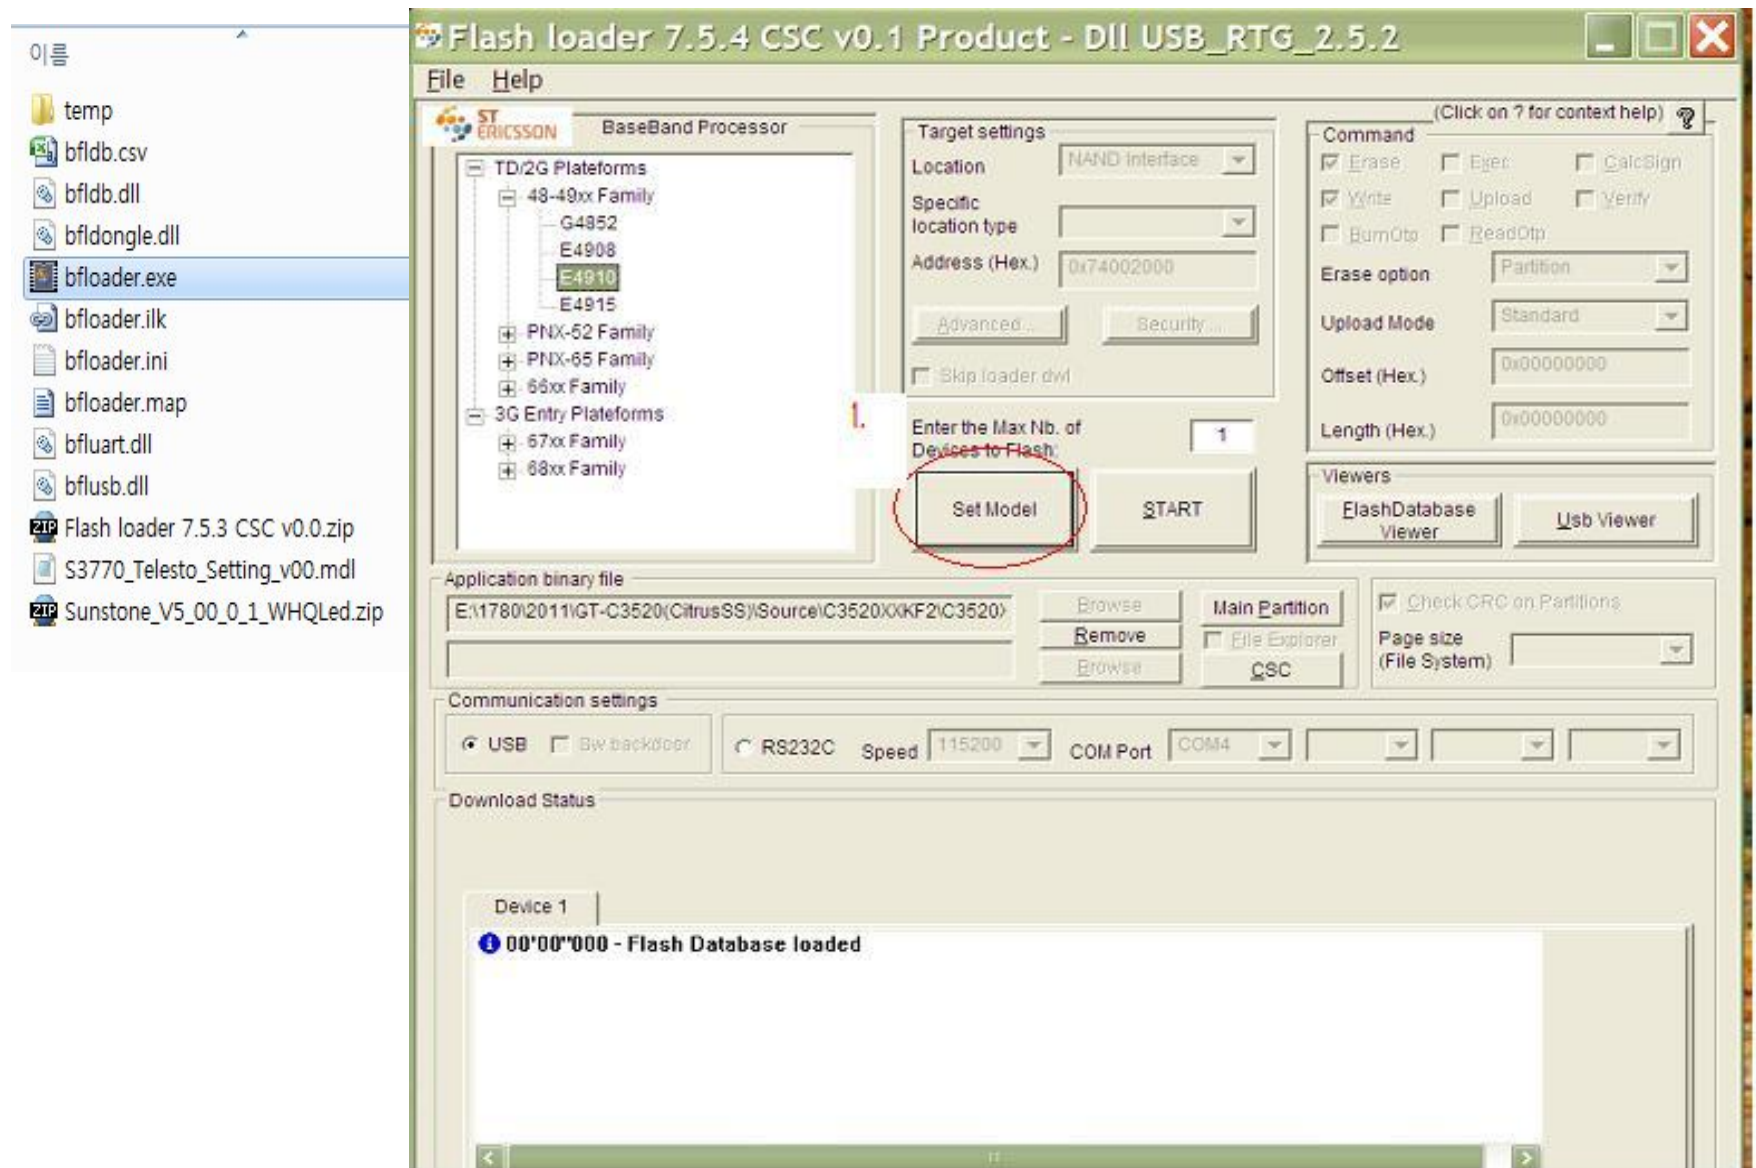 이름
temp
bfldb.csv
bfldb.dll
bfldongle.dll
bfloader.exe
bfloader.ilk
bfloader.ini
bfloader.map
bfluart.dll
bflusb.dll
Flash loader 7.5.3 CSC v0.0.zip
S3770_Telesto_Setting_v00.mdl
Sunstone_V5_00_0_1_WHQLed.zip
Flash loader 7.5.4 CSC v0.1 Product - Dll USB_RTG_2.5.2
File Help
ST
ERICSSON
BaseBand Processor
TD/2G Plateforms
48-49xx Family
G4852
E4908
E4910
E4915
PNX-52 Family
PNX-65 Family
66xx Family
3G Entry Plateforms
67xx Family
68xx Family
Target settings
Location NAND Interface
Specific
location type
Address (Hex.) 0x74002000
Advanced ... Security ...
Skip loader dwl
1.
Enter the Max Nb. of
Devices to Flash: 1
Set Model START
(Click on ? for context help) ?
Command
Erase Exec CalcSign
Write Upload Verify
BurnOtp ReadOtp
Erase option Partition
Upload Mode Standard
Offset (Hex.) 0x00000000
Length (Hex.) 0x00000000
Viewers
FlashDatabase
Viewer
Usb Viewer
Application binary file
E:\1780\2011\GT-C3520(CitrusSS)\Source\C3520XXKF2\C3520X
Browse Main Partition
Remove File Explorer
Browse CSC
Check CRC on Partitions
Page size
(File System)
Communication settings
USB Sw backdoor RS232C Speed 115200 COM Port COM4
Download Status
Device 1
00'00"000 - Flash Database loaded